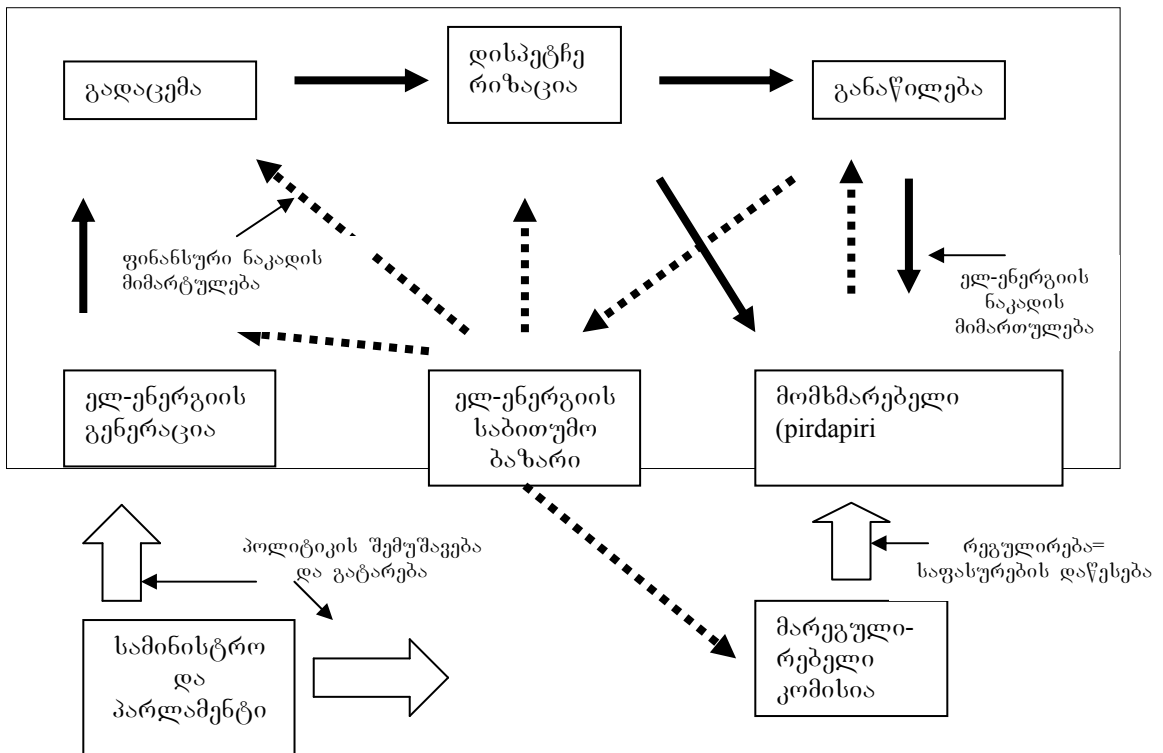 გადაცემა
დისპეტჩე
რიზაცია
განაწილება
ფინანსური ნაკადის
მიმარტულება
ელ-ენერგიის
ნაკადის
მიმართულება
ელ-ენერგიის
გენერაცია
ელ-ენერგიის
საბითუმო
ბაზარი
მომხმარებელი
(pirdapiri
პოლიტიკის შემუშავება
და გატარება
რეგულირება=
საფასურების დაწესება
სამინისტრო
და
პარლამენტი
მარეგული-
რებელი
კომისია